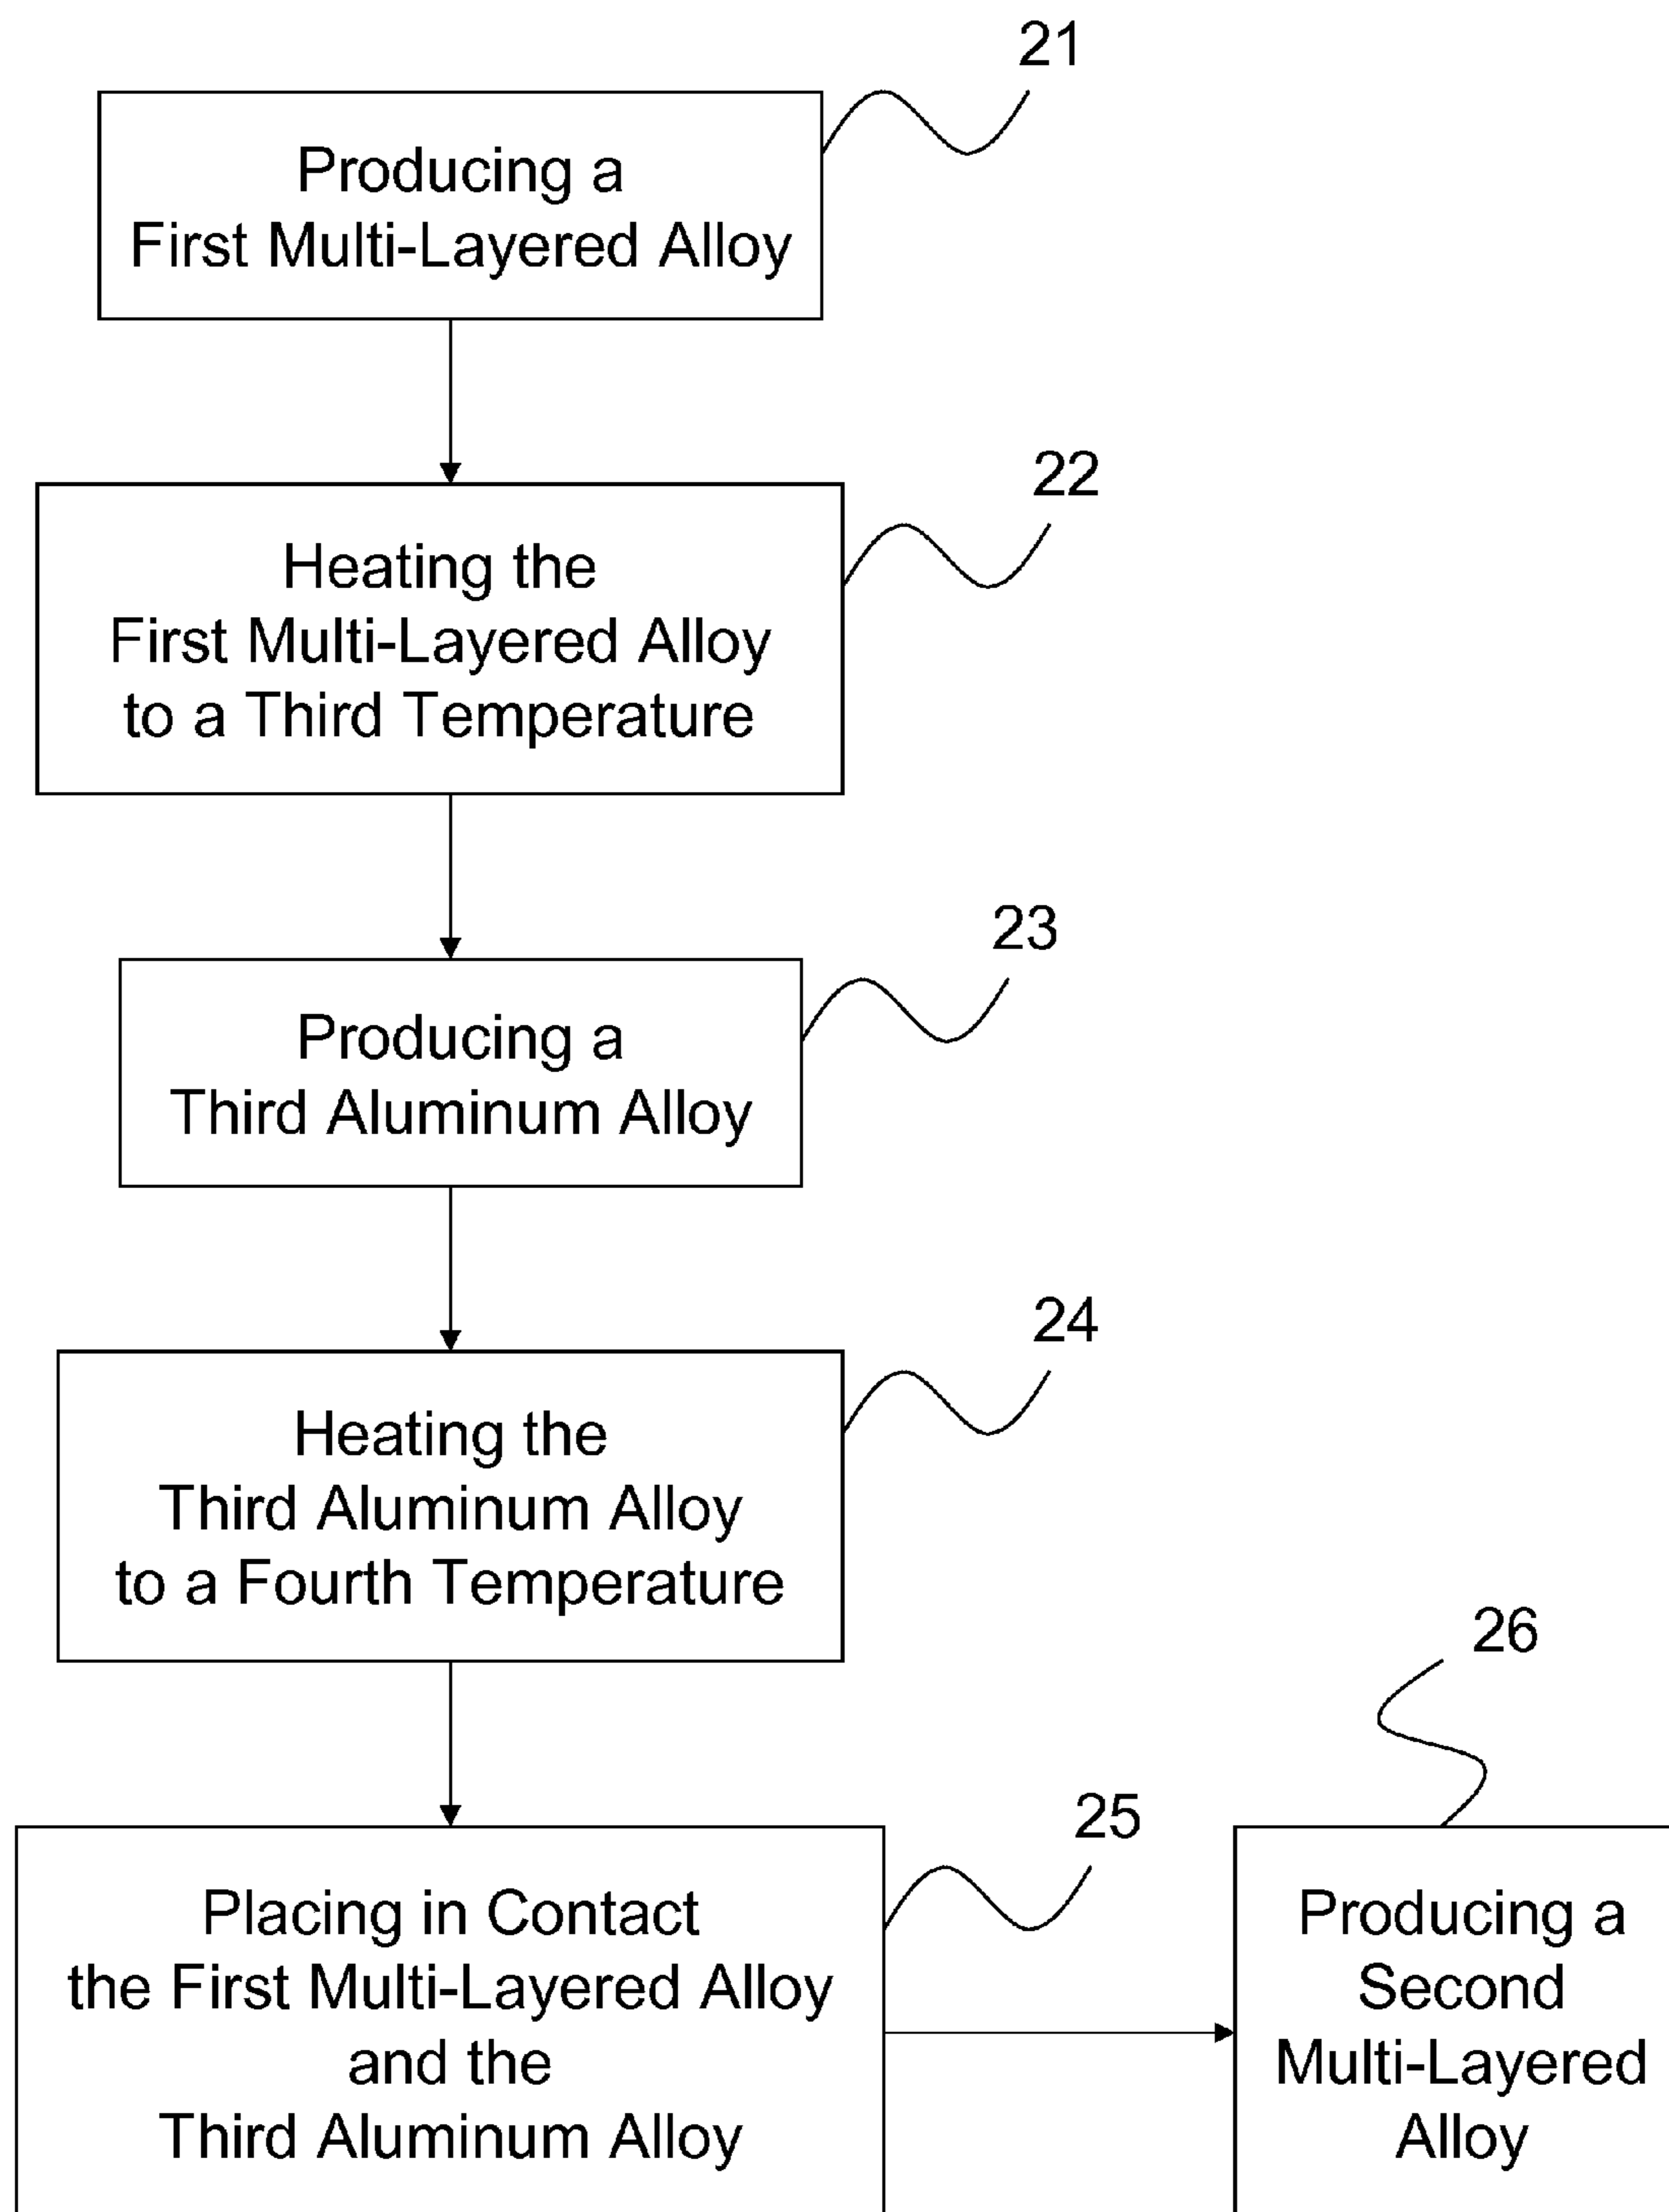 21
Producing a
First Multi-Layered Alloy
22
Heating the
First Multi-Layered Alloy
to a Third Temperature
23
Producing a
Third Aluminum Alloy
24
Heating the
Third Aluminum Alloy
to a Fourth Temperature
25
Placing in Contact
the First Multi-Layered Alloy
and the
Third Aluminum Alloy
26
Producing a
Second
Multi-Layered
Alloy